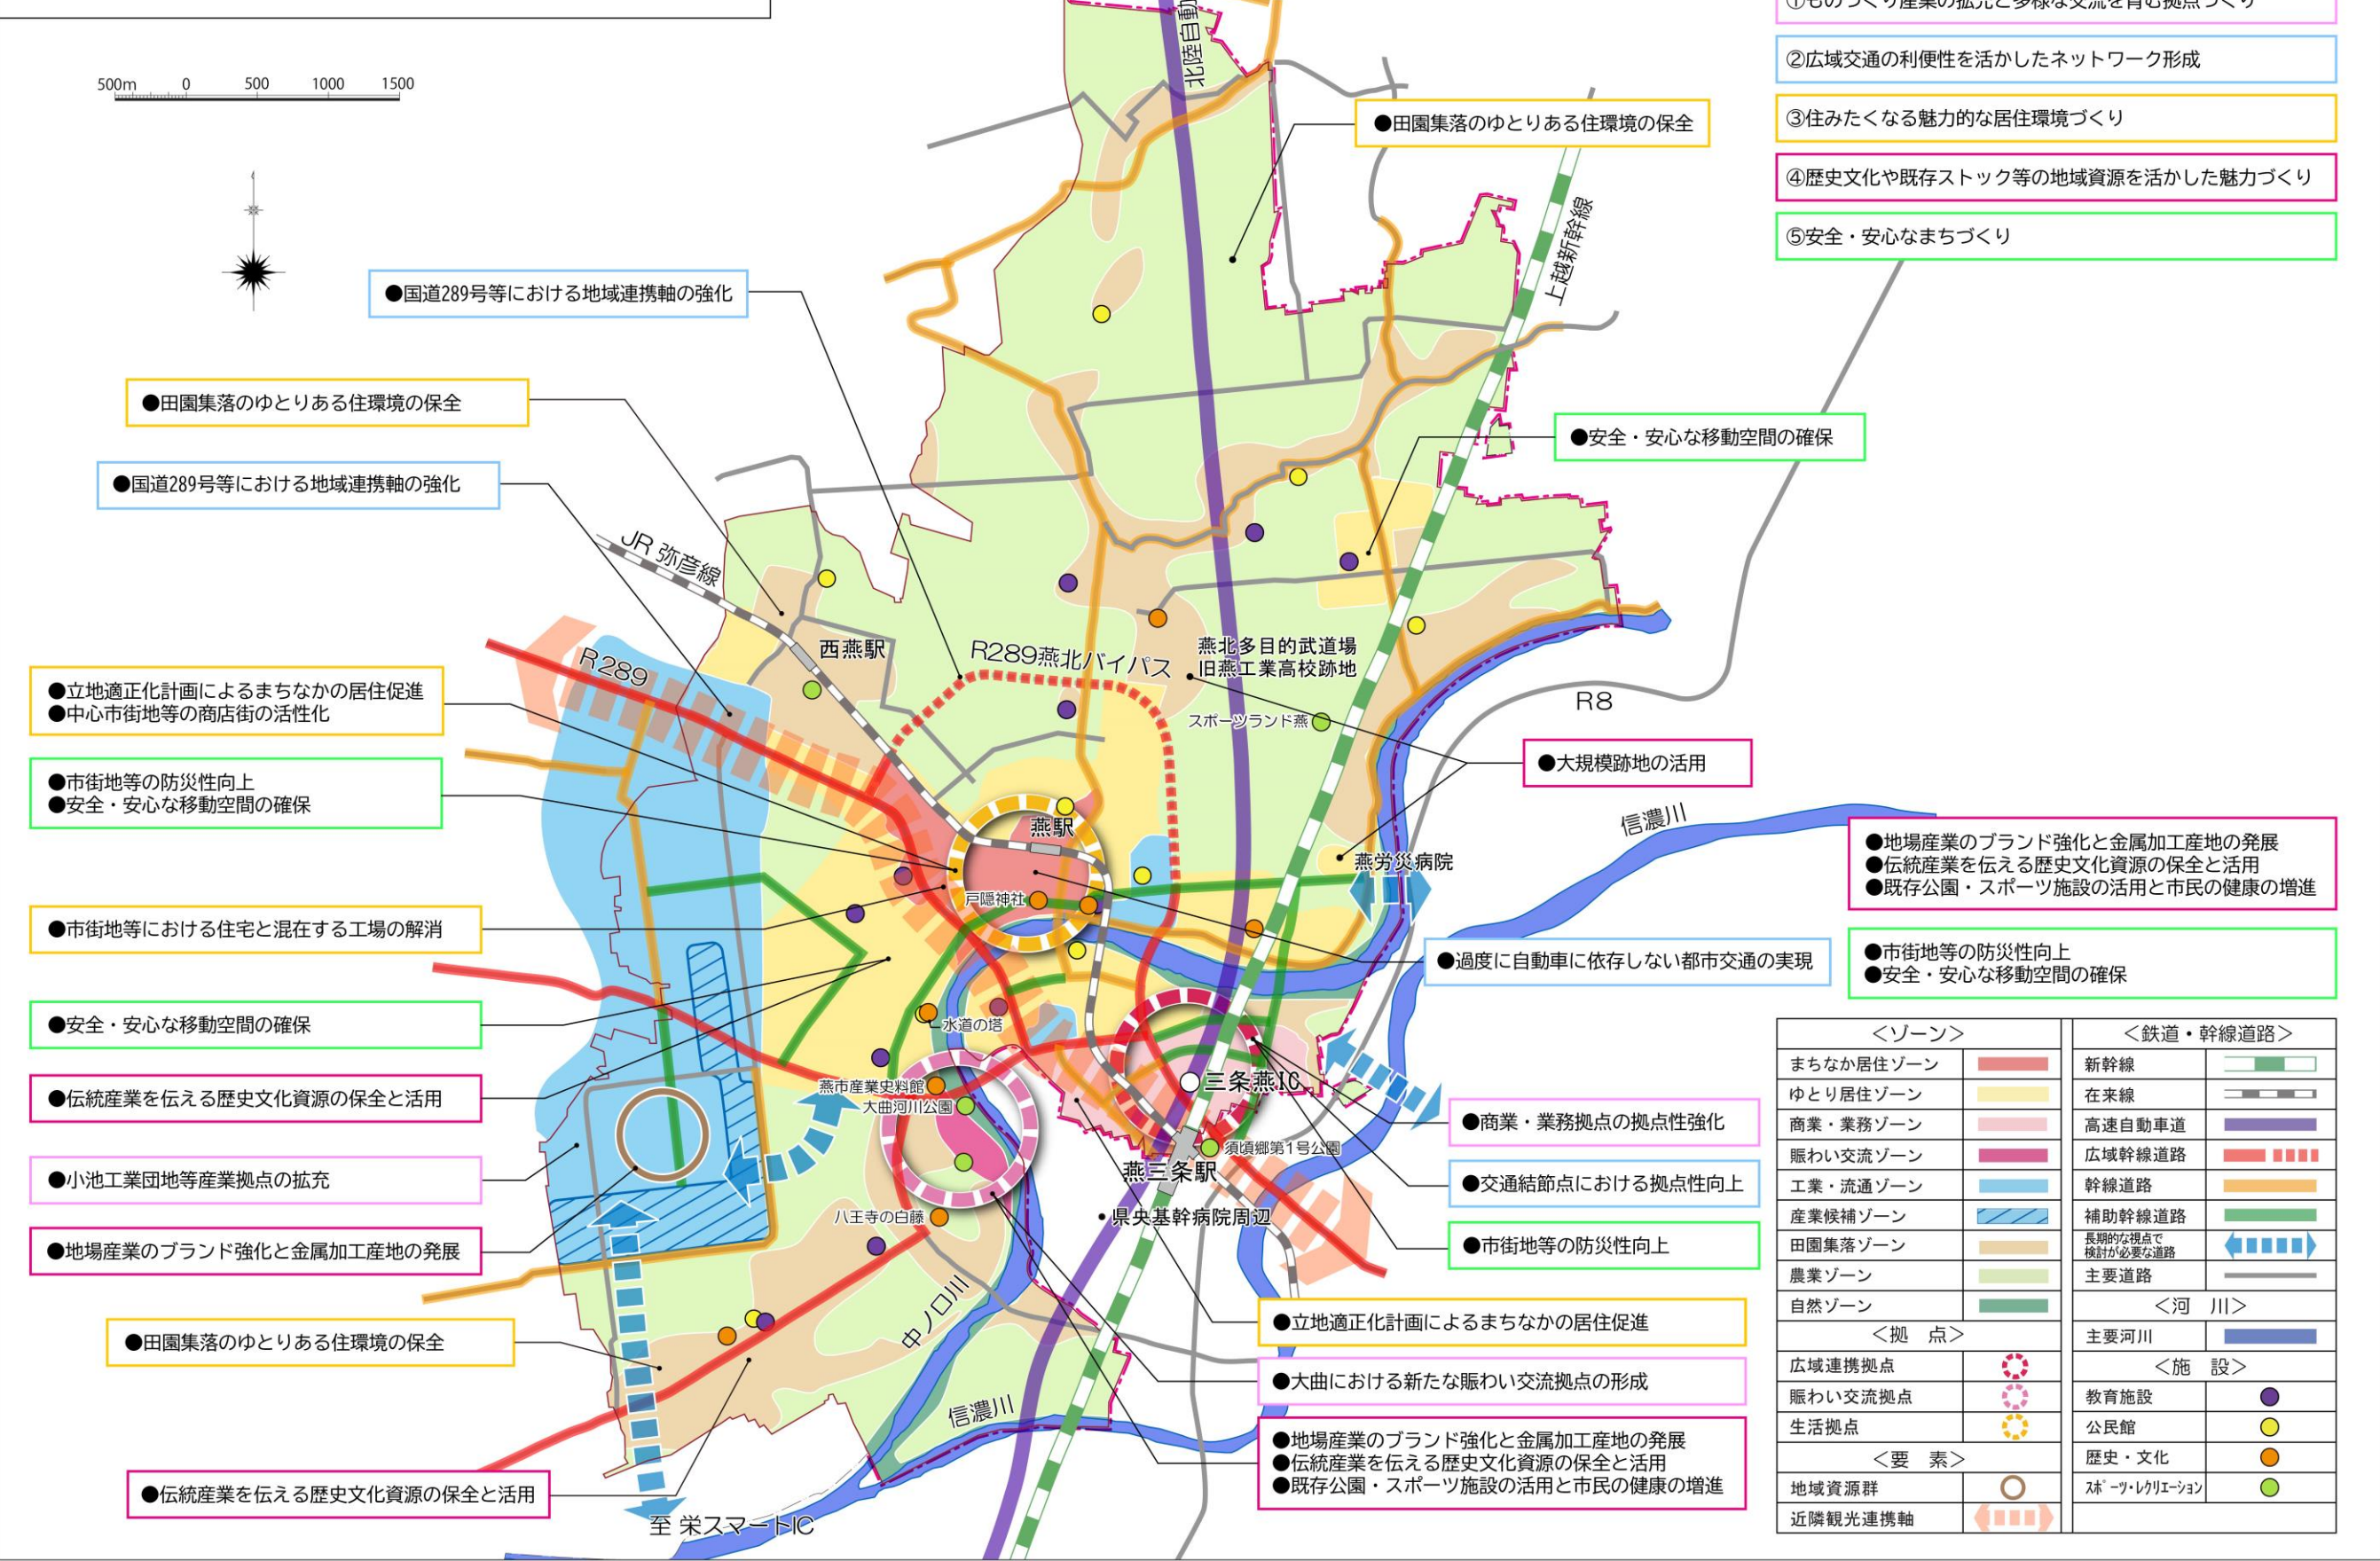 ①ものづくり産業の拡充と多様な交流を育む拠点づくり
②広域交通の利便性を活かしたネットワーク形成
③住みたくなる魅力的な居住環境づくり
④歴史文化や既存ストック等の地域資源を活かした魅力づくり
⑤安全・安心なまちづくり
500m 0 500 1000 1500
北陸自動
上越新幹線
●田園集落のゆとりある住環境の保全
●国道289号等における地域連携軸の強化
●田園集落のゆとりある住環境の保全
●国道289号等における地域連携軸の強化
●安全・安心な移動空間の確保
JR 弥彦線
西燕駅
R289
R289燕北バイパス
燕北多目的武道場
旧燕工業高校跡地
スポーツランド燕
R8
●立地適正化計画によるまちなかの居住促進
●中心市街地等の商店街の活性化
●大規模跡地の活用
●市街地等の防災性向上
●安全・安心な移動空間の確保
信濃川
燕駅
燕労災病院
戸隠神社
●地場産業のブランド強化と金属加工産地の発展
●伝統産業を伝える歴史文化資源の保全と活用
●既存公園・スポーツ施設の活用と市民の健康の増進
●市街地等における住宅と混在する工場の解消
●過度に自動車に依存しない都市交通の実現
●市街地等の防災性向上
●安全・安心な移動空間の確保
●安全・安心な移動空間の確保
水道の塔
燕市産業史料館
大曲河川公園
三条燕IC
●伝統産業を伝える歴史文化資源の保全と活用
●商業・業務拠点の拠点性強化
須頃郷第1号公園
燕三条駅
●小池工業団地等産業拠点の拡充
●交通結節点における拠点性向上
八王寺の白藤
・県央基幹病院周辺
●地場産業のブランド強化と金属加工産地の発展
●市街地等の防災性向上
中ノ口川
●田園集落のゆとりある住環境の保全
●立地適正化計画によるまちなかの居住促進
●大曲における新たな賑わい交流拠点の形成
信濃川
●地場産業のブランド強化と金属加工産地の発展
●伝統産業を伝える歴史文化資源の保全と活用
●既存公園・スポーツ施設の活用と市民の健康の増進
●伝統産業を伝える歴史文化資源の保全と活用
至 栄スマートIC
＜ゾーン＞
まちなか居住ゾーン
ゆとり居住ゾーン
商業・業務ゾーン
賑わい交流ゾーン
工業・流通ゾーン
産業候補ゾーン
田園集落ゾーン
農業ゾーン
自然ゾーン
＜拠 点＞
広域連携拠点
賑わい交流拠点
生活拠点
＜要 素＞
地域資源群
近隣観光連携軸
＜鉄道・幹線道路＞
新幹線
在来線
高速自動車道
広域幹線道路
幹線道路
補助幹線道路
長期的な視点で
検討が必要な道路
主要道路
＜河 川＞
主要河川
＜施 設＞
教育施設
公民館
歴史・文化
ｽﾎﾟｰﾂ･ﾚｸﾘｴｰｼｮﾝ